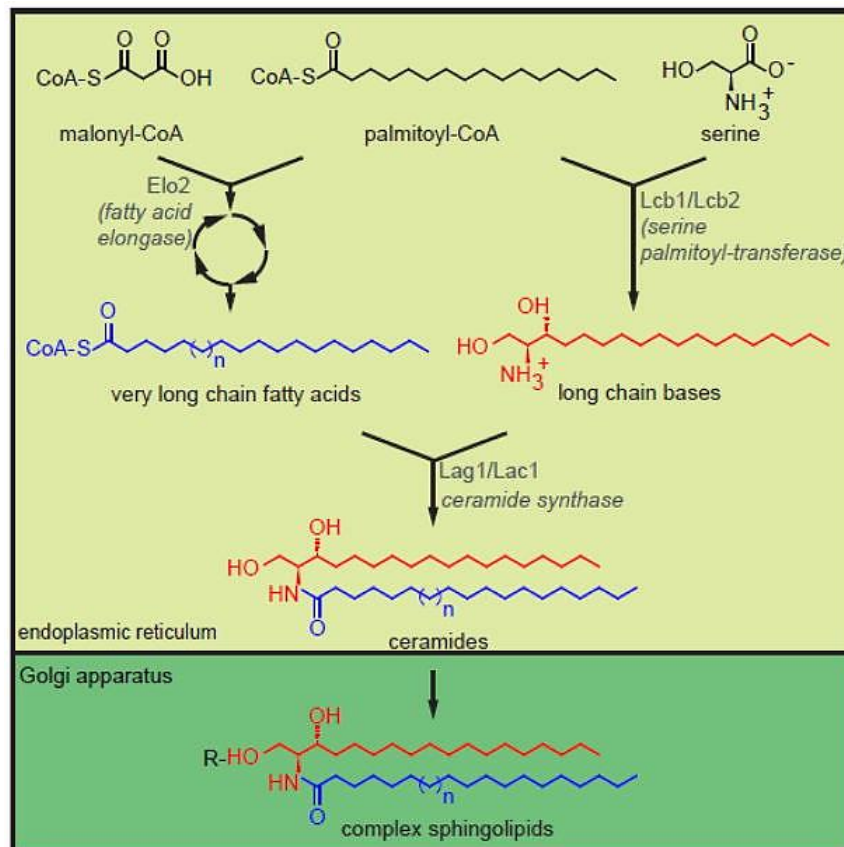 O O O O
CoA-S OH CoA-S HO O-
NH3+
malonyl-CoA palmitoyl-CoA serine
Elo2 Lcb1/Lcb2
(fatty acid (serine
elongase) palmitoyl-transferase)
O OH
CoA-S n HO
NH3+
very long chain fatty acids long chain bases
Lag1/Lac1
ceramide synthase
OH
HO
HN n
O
endoplasmic reticulum ceramides
Golgi apparatus
OH
R-HO
HN n
O
complex sphingolipids